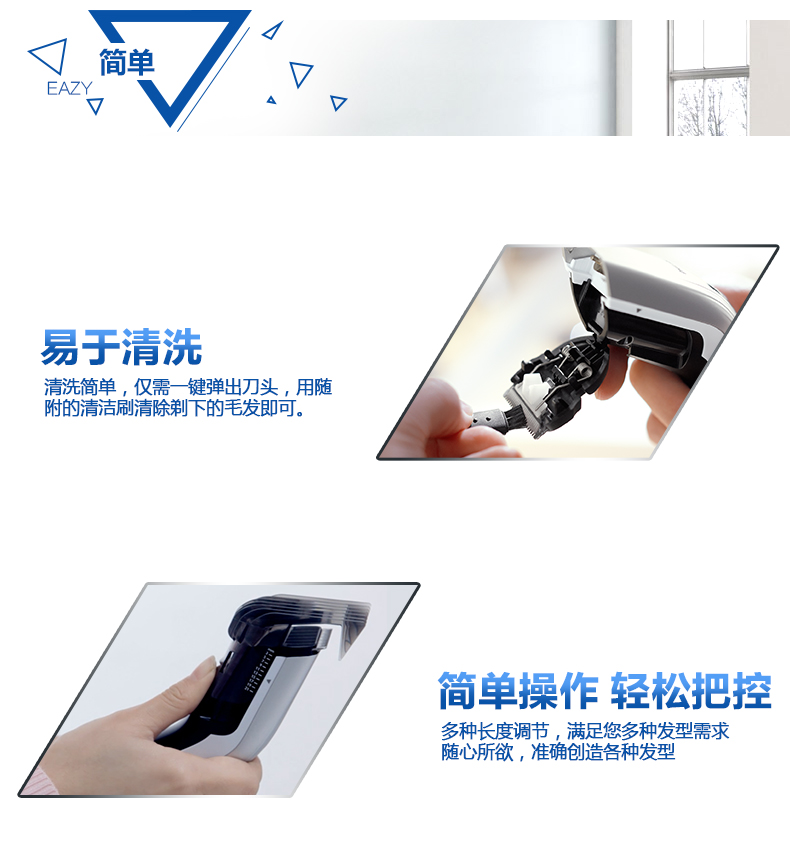 简单
EAZY
易于清洗
清洗简单，仅需一键弹出刀头，用随
附的清洁刷清除剃下的毛发即可。
简单操作 轻松把控
多种长度调节，满足您多种发型需求
随心所欲，准确创造各种发型